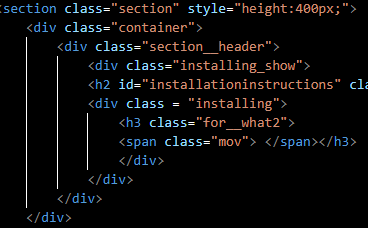 <section class="section" style="height:400px;">
<div class="container">
<div class="section__header">
<div class="installing_show">
<h2 id="installationinstructions" cla
<div class = "installing">
<h3 class="for__what2">
<span class="mov"> </span></h3>
</div>
</div>
</div>
</div>